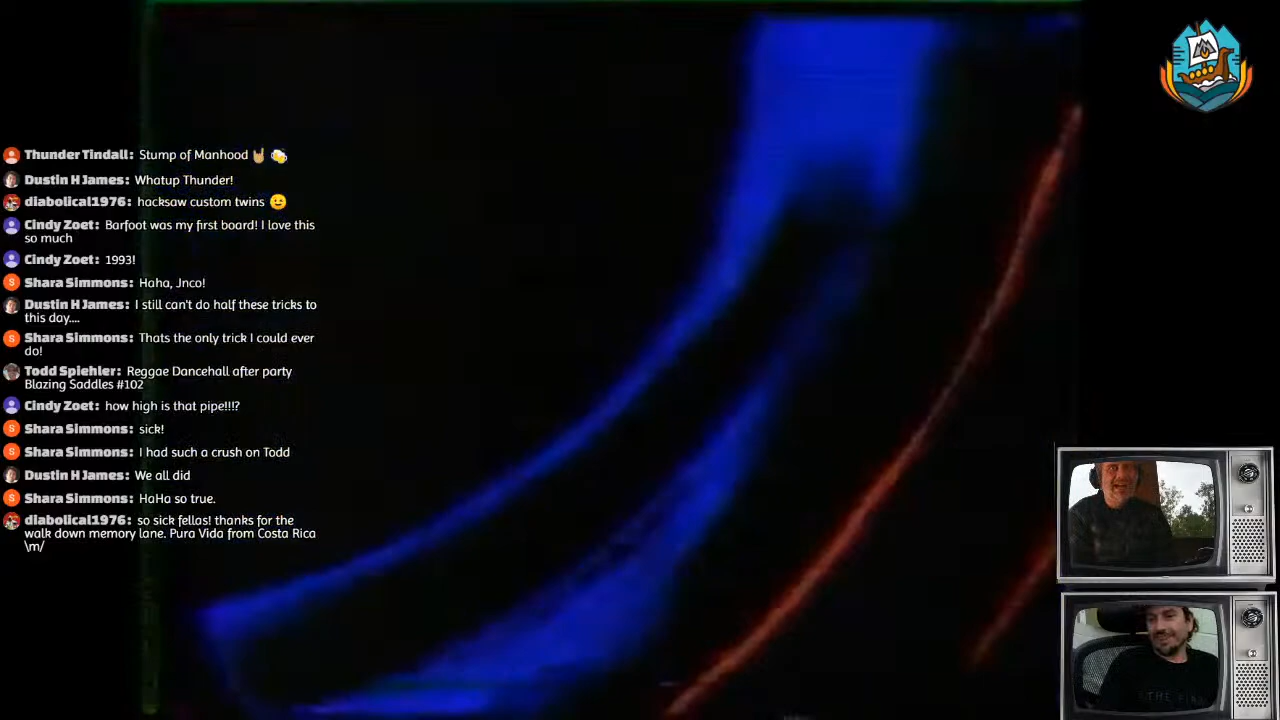 Thunder Tindall: Stump of Manhood 🤘🏼 🍻
Dustin H James: Whatup Thunder!
diabolical1976: hacksaw custom twins 😉
Cindy Zoet: Barfoot was my first board! I love this
so much
Cindy Zoet: 1993!
S Shara Simmons: Haha, Jnco!
Dustin H James: I still can't do half these tricks to
this day....
S Shara Simmons: Thats the only trick I could ever
do!
Todd Spiehler: Reggae Dancehall after party
Blazing Saddles #102
Cindy Zoet: how high is that pipe!!!?
S Shara Simmons: sick!
S Shara Simmons: I had such a crush on Todd
Dustin H James: We all did
S Shara Simmons: HaHa so true.
diabolical1976: so sick fellas! thanks for the
walk down memory lane. Pura Vida from Costa Rica
\m/
THE